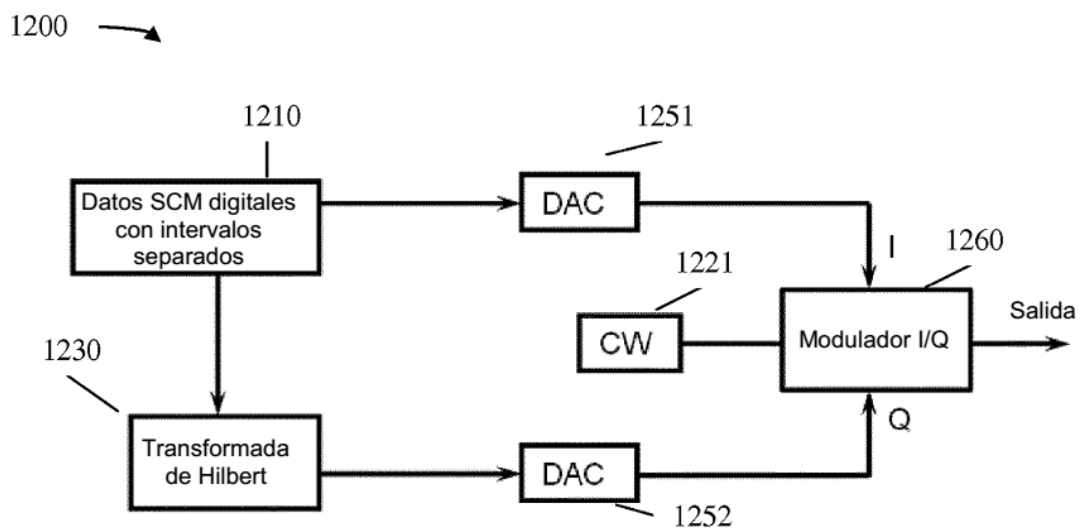 1200
1210
1251
Datos SCM digitales
con intervalos
separados
DAC
1221
I
1260
CW
Modulador I/Q
Salida
1230
Transformada
de Hilbert
DAC
Q
1252